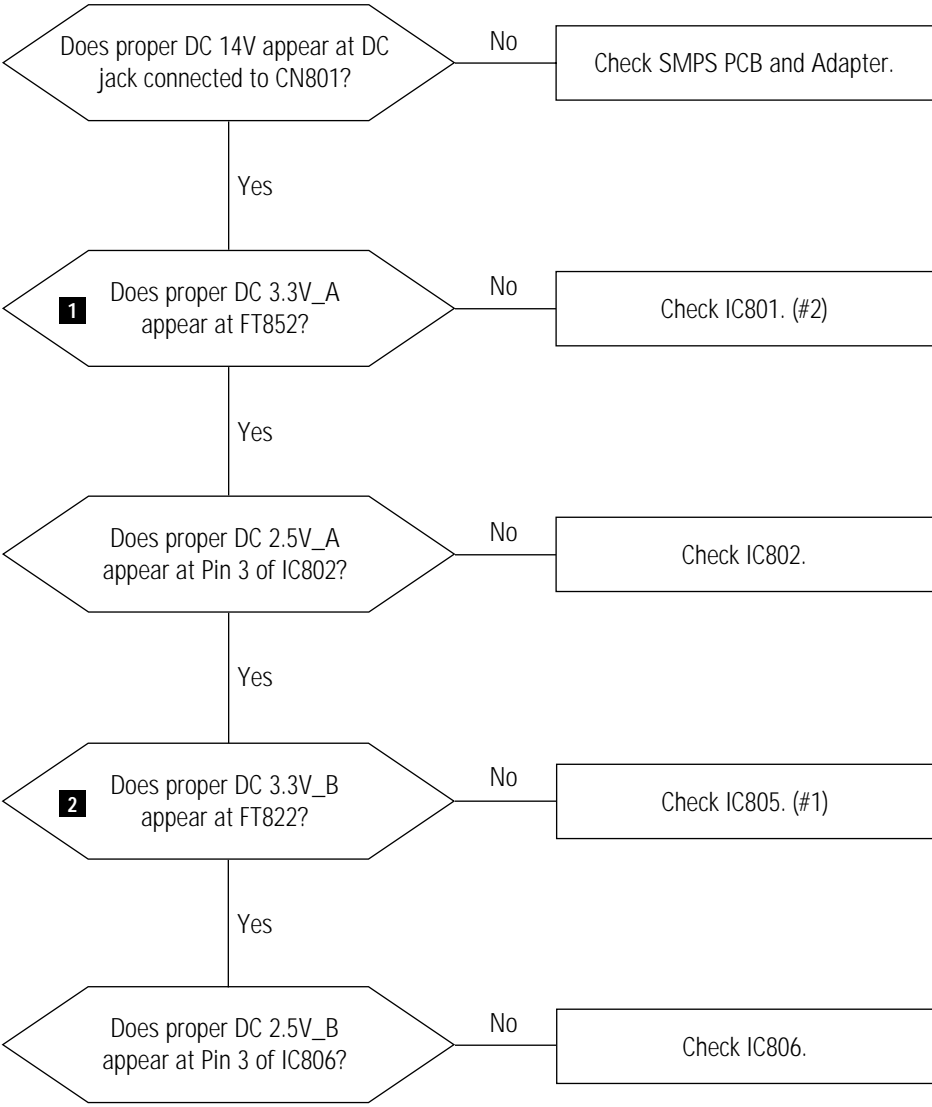 Does proper DC 14V appear at DC
jack connected to CN801?
No
Check SMPS PCB and Adapter.
Yes
1
Does proper DC 3.3V_A
appear at FT852?
No
Check IC801. (#2)
Yes
Does proper DC 2.5V_A
appear at Pin 3 of IC802?
No
Check IC802.
Yes
2
Does proper DC 3.3V_B
appear at FT822?
No
Check IC805. (#1)
Yes
Does proper DC 2.5V_B
appear at Pin 3 of IC806?
No
Check IC806.